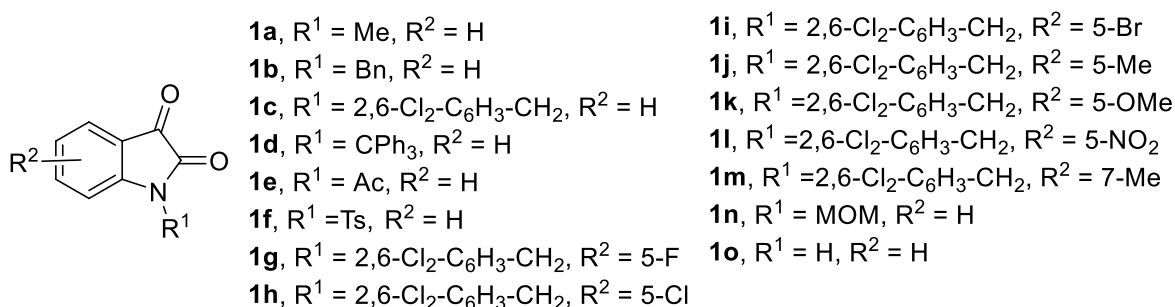 1a, R¹ = Me, R² = H
1b, R¹ = Bn, R² = H
1c, R¹ = 2,6-Cl₂-C₆H₃-CH₂, R² = H
1d, R¹ = CPh₃, R² = H
1e, R¹ = Ac, R² = H
1f, R¹ =Ts, R² = H
1g, R¹ = 2,6-Cl₂-C₆H₃-CH₂, R² = 5-F
1h, R¹ = 2,6-Cl₂-C₆H₃-CH₂, R² = 5-Cl
1i, R¹ = 2,6-Cl₂-C₆H₃-CH₂, R² = 5-Br
1j, R¹ = 2,6-Cl₂-C₆H₃-CH₂, R² = 5-Me
1k, R¹ =2,6-Cl₂-C₆H₃-CH₂, R² = 5-OMe
1l, R¹ =2,6-Cl₂-C₆H₃-CH₂, R² = 5-NO₂
1m, R¹ =2,6-Cl₂-C₆H₃-CH₂, R² = 7-Me
1n, R¹ = MOM, R² = H
1o, R¹ = H, R² = H
O
O
R²
N
R¹